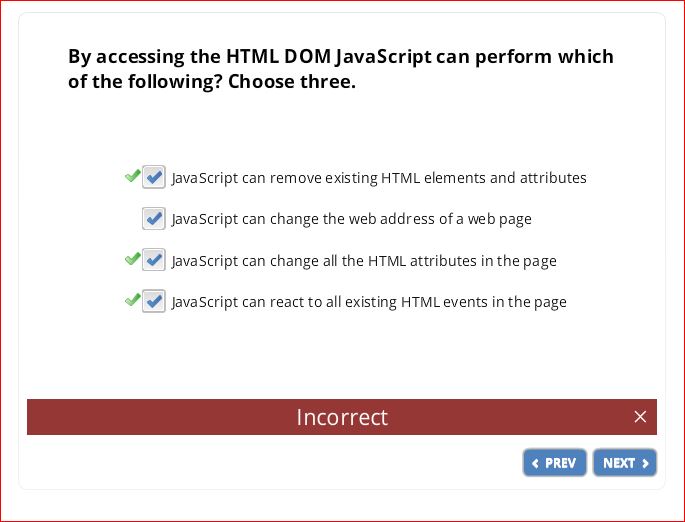 By accessing the HTML DOM JavaScript can perform which
of the following? Choose three.
JavaScript can remove existing HTML elements and attributes
JavaScript can change the web address of a web page
JavaScript can change all the HTML attributes in the page
JavaScript can react to all existing HTML events in the page
Incorrect
PREV
NEXT